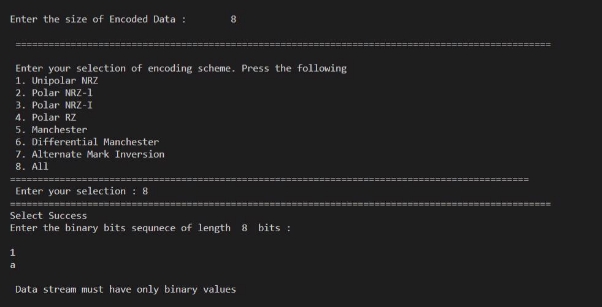 Enter the size of Encoded Data :        8
===============================================================================================
Enter your selection of encoding scheme. Press the following
1. Unipolar NRZ
2. Polar NRZ-l
3. Polar NRZ-I
4. Polar RZ
5. Manchester
6. Differential Manchester
7. Alternate Mark Inversion
8. All
===========================================================================================
Enter your selection : 8
===============================================================================================
Select Success
Enter the binary bits sequnece of length  8  bits :
1
a
Data stream must have only binary values